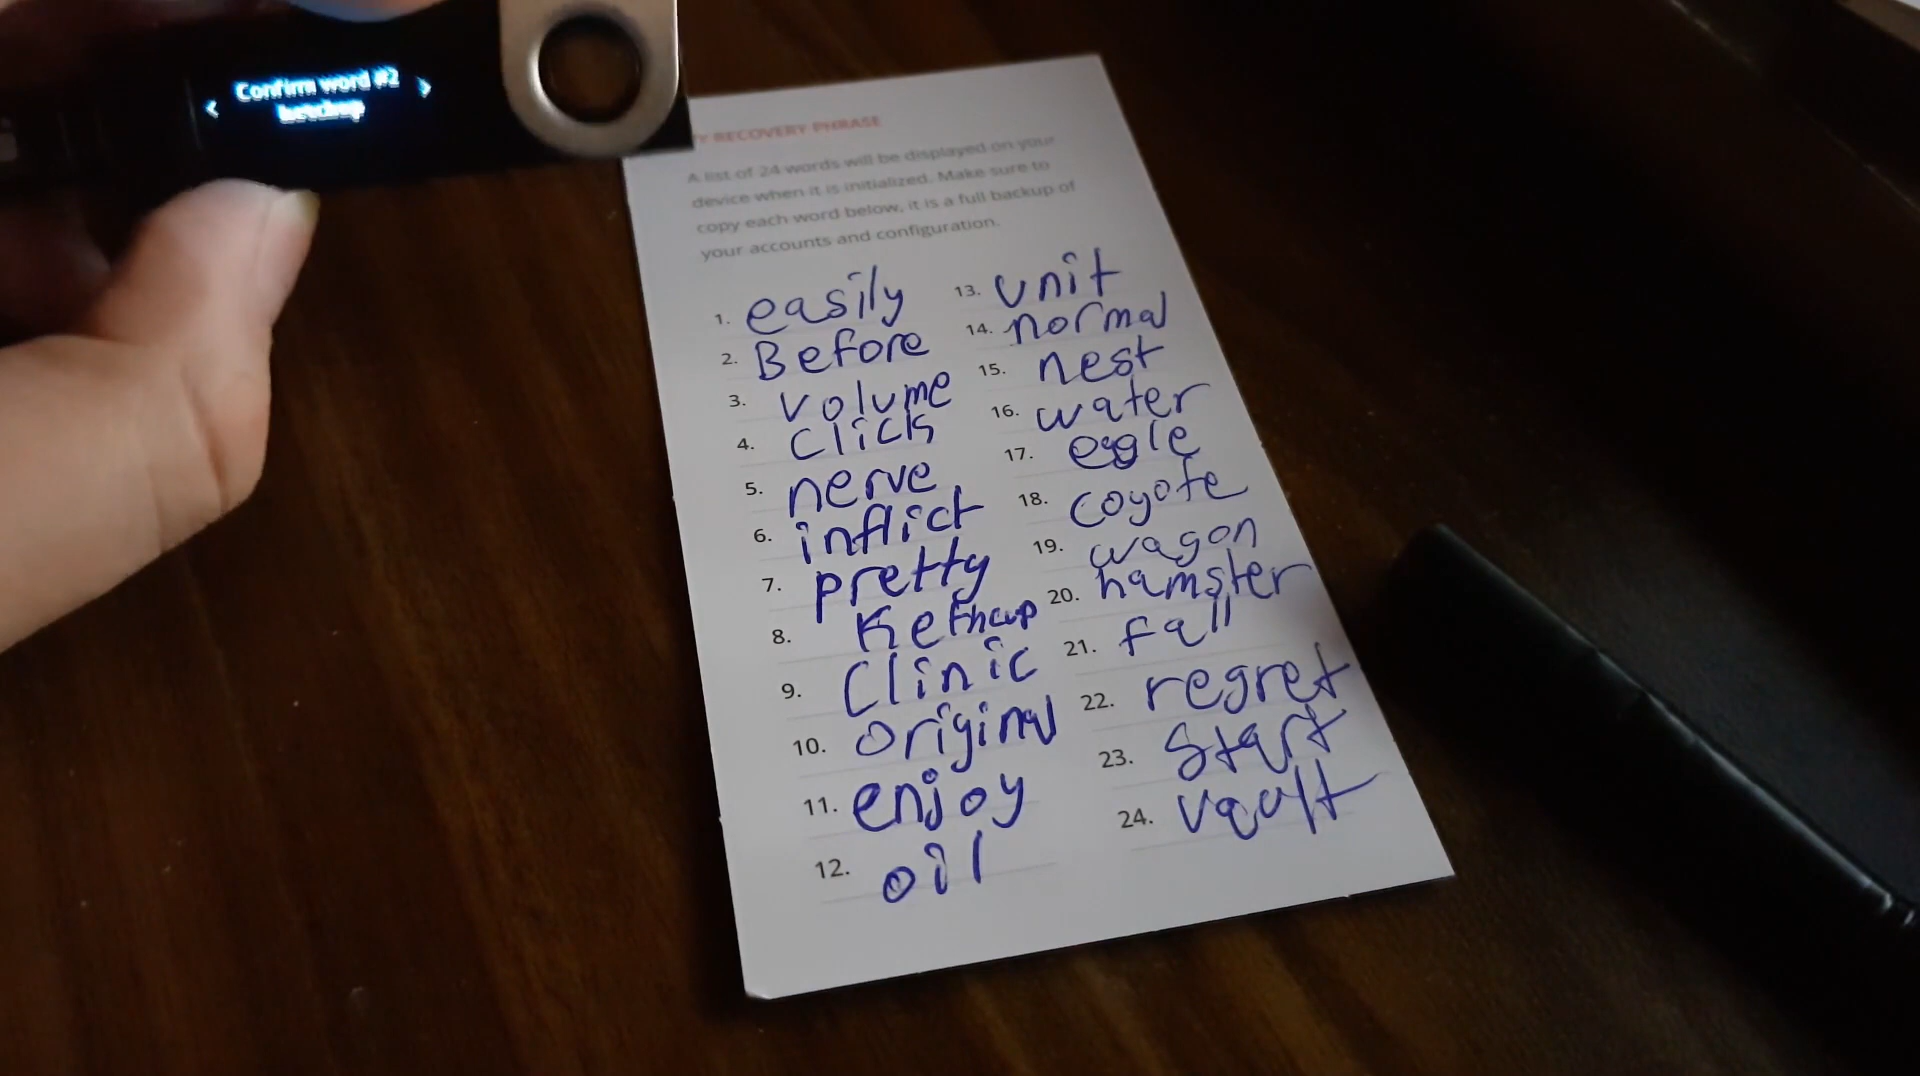 Confirm word #2
ketchup
Y RECOVERY PHRASE
A list of 24 words will be displayed on your
device when it is initialized. Make sure to
copy each word below, it is a full backup of
your accounts and configuration.
1. easily
2. Before
3. volume
4. Click
5. nerve
6. inflict
7. pretty
8.
9. Clinic
10. original
11. enjoy
12. oil
13. unit
14. normal
15. nest
16. water
17.
18. coyote
19. wagon
20. hamster
21. fall
22. regret
23. Start
24. vault